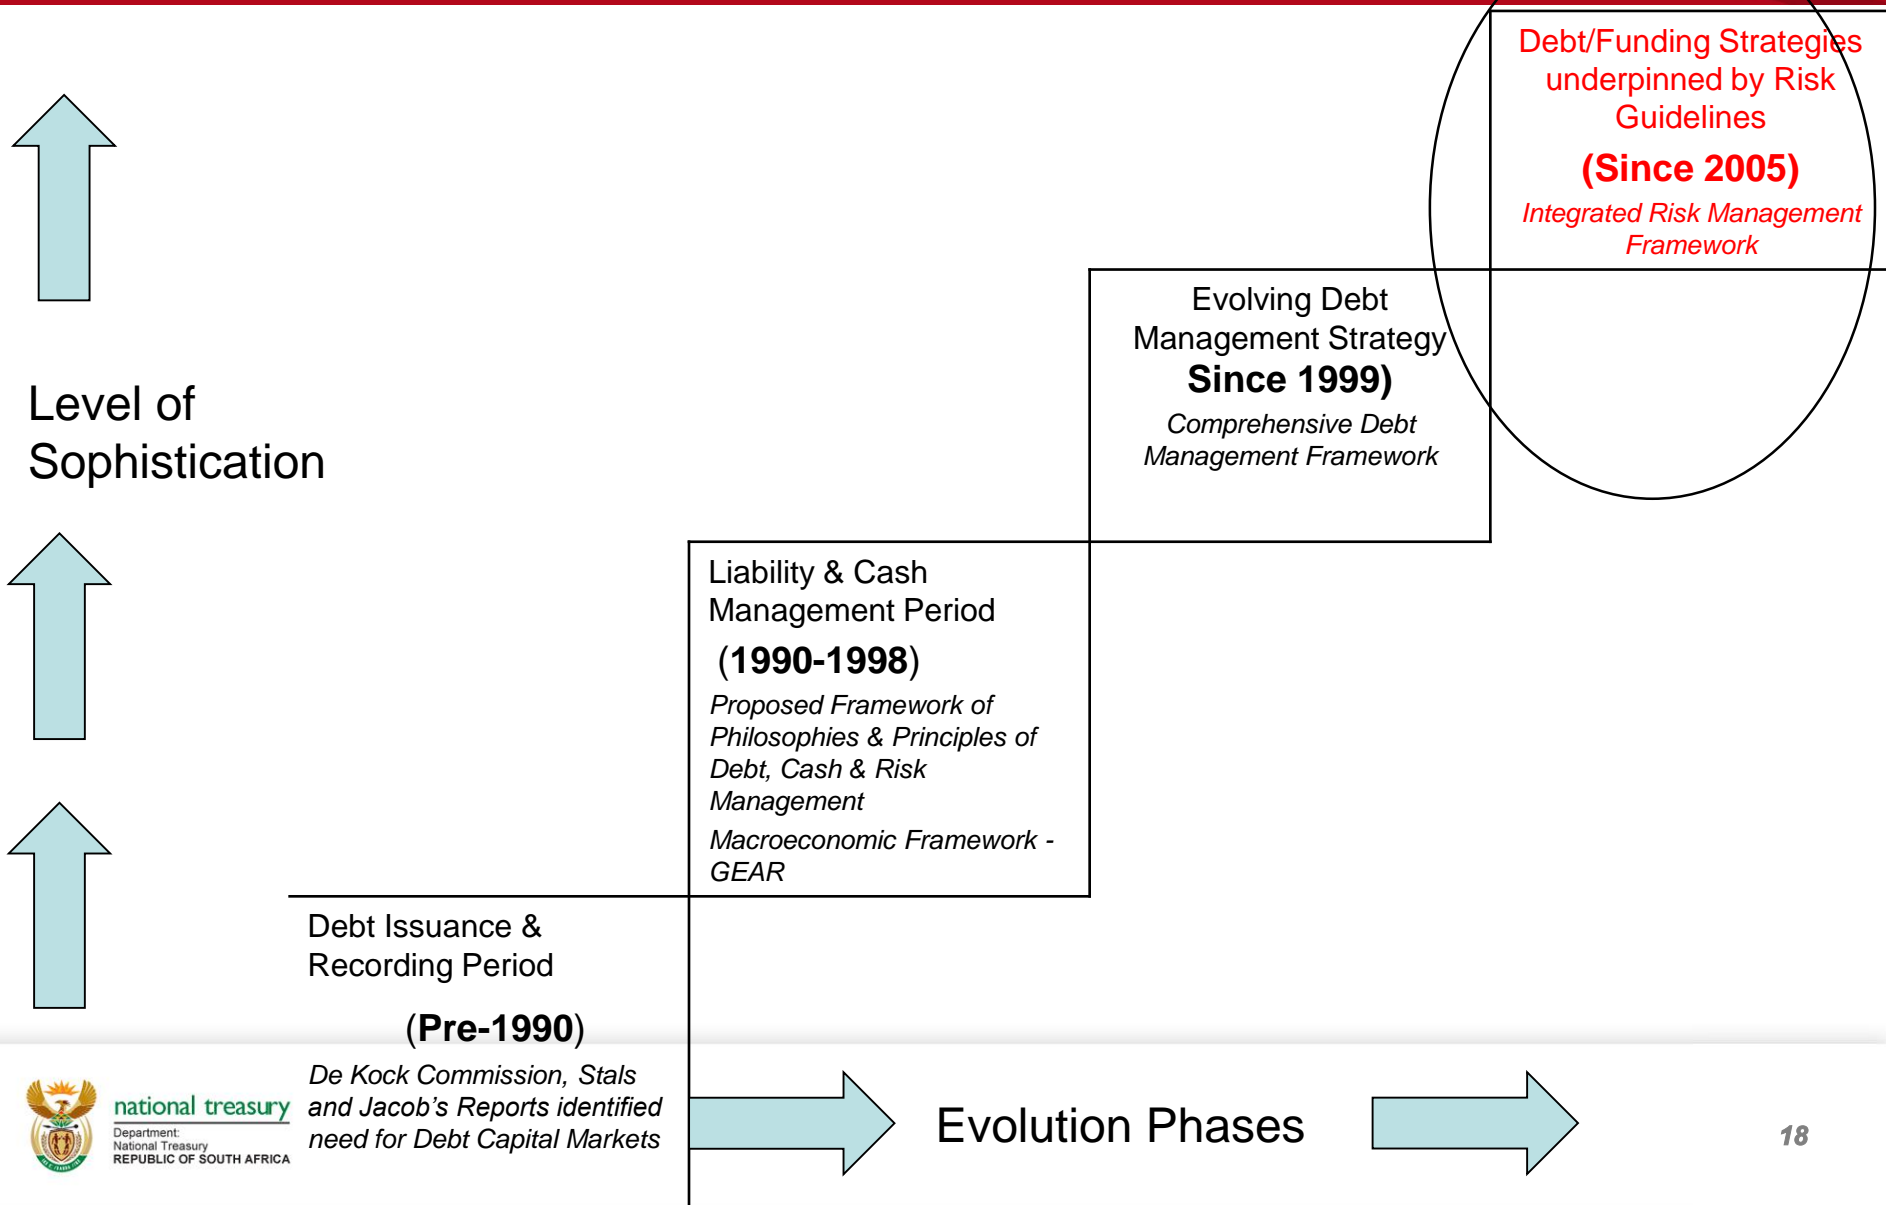 Debt/Funding Strategies
underpinned by Risk
Guidelines
(Since 2005)
Integrated Risk Management
Framework
Evolving Debt
Management Strategy
Since 1999)
Comprehensive Debt
Management Framework
Level of
Sophistication
Liability & Cash
Management Period
(1990-1998)
Proposed Framework of
Philosophies & Principles of
Debt, Cash & Risk
Management
Macroeconomic Framework -
GEAR
Debt Issuance &
Recording Period
(Pre-1990)
De Kock Commission, Stals
and Jacob’s Reports identified
need for Debt Capital Markets
national treasury
Department:
National Treasury
REPUBLIC OF SOUTH AFRICA
Evolution Phases
18